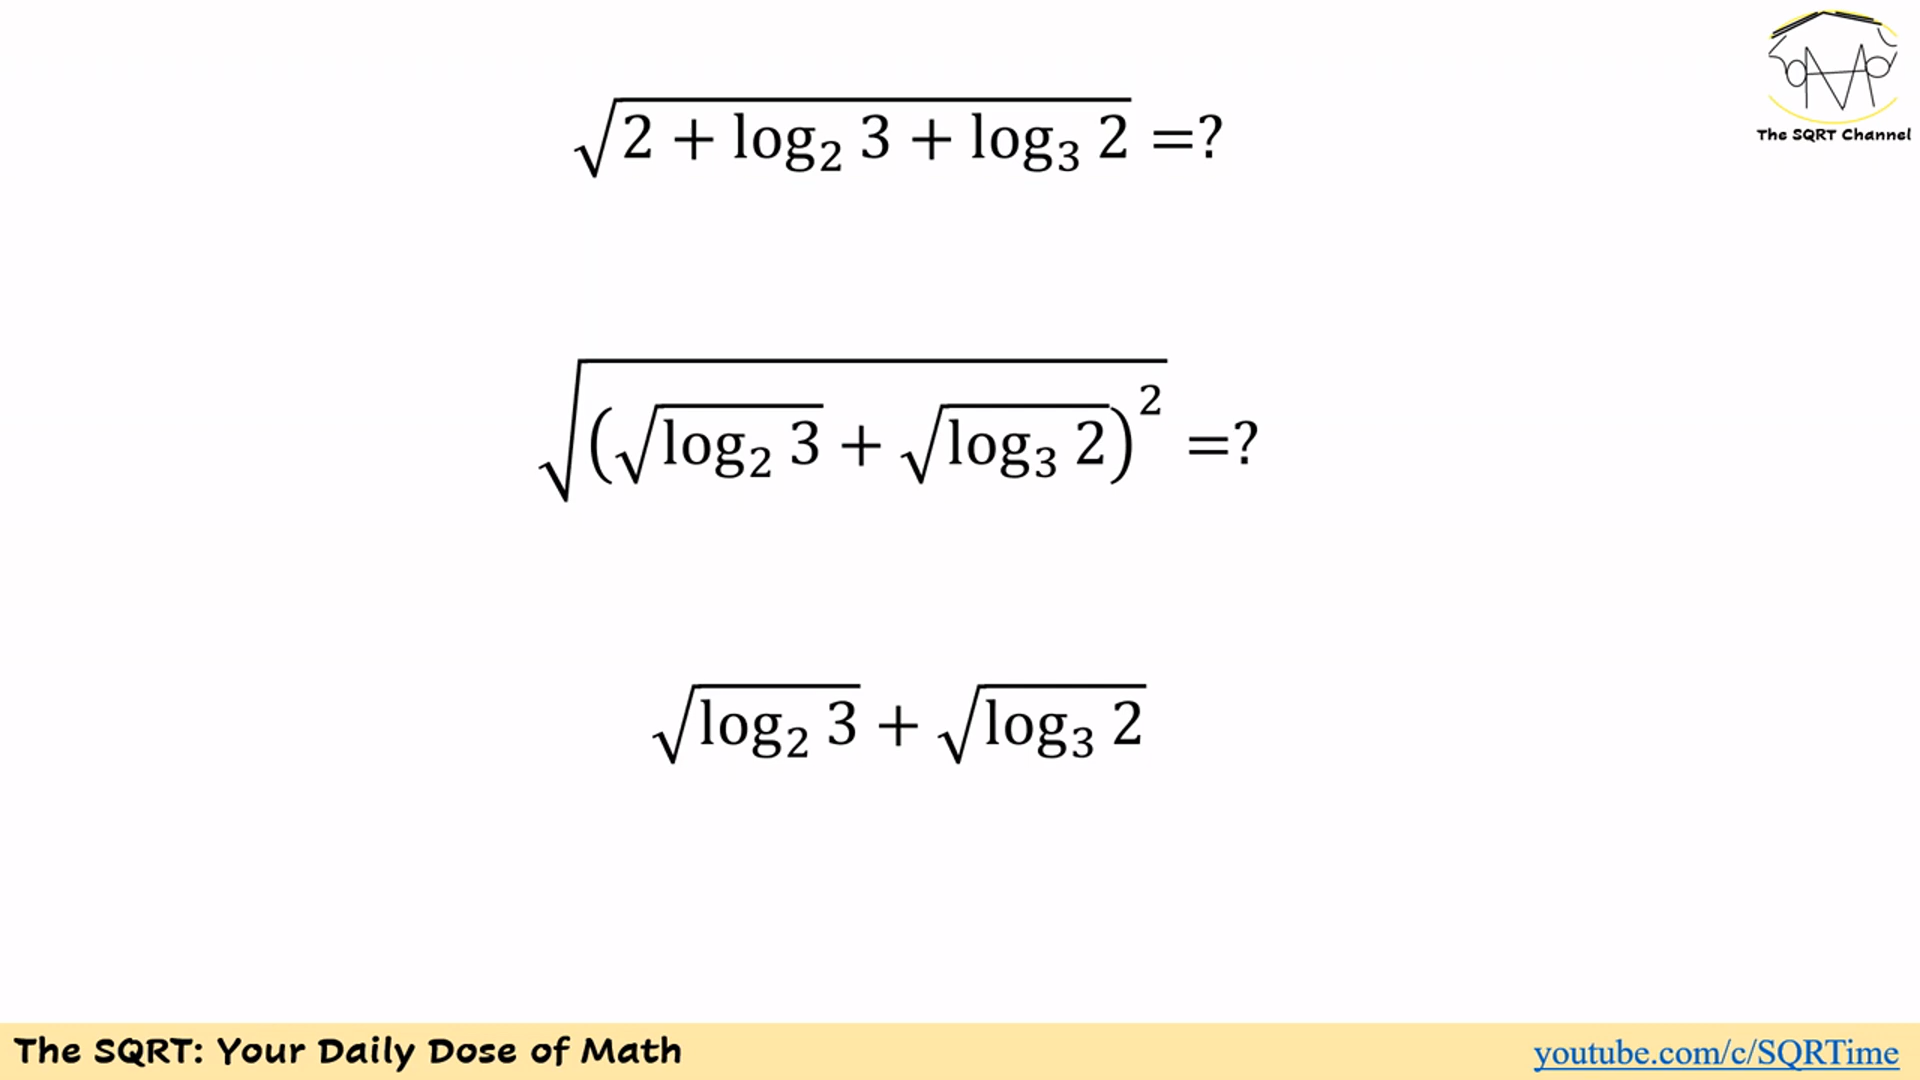 √(2 + log₂ 3 + log₃ 2) =?
The SQRT Channel
√((√(log₂ 3) + √(log₃ 2))²) =?
√(log₂ 3) + √(log₃ 2)
The SQRT: Your Daily Dose of Math
youtube.com/c/SQRTime